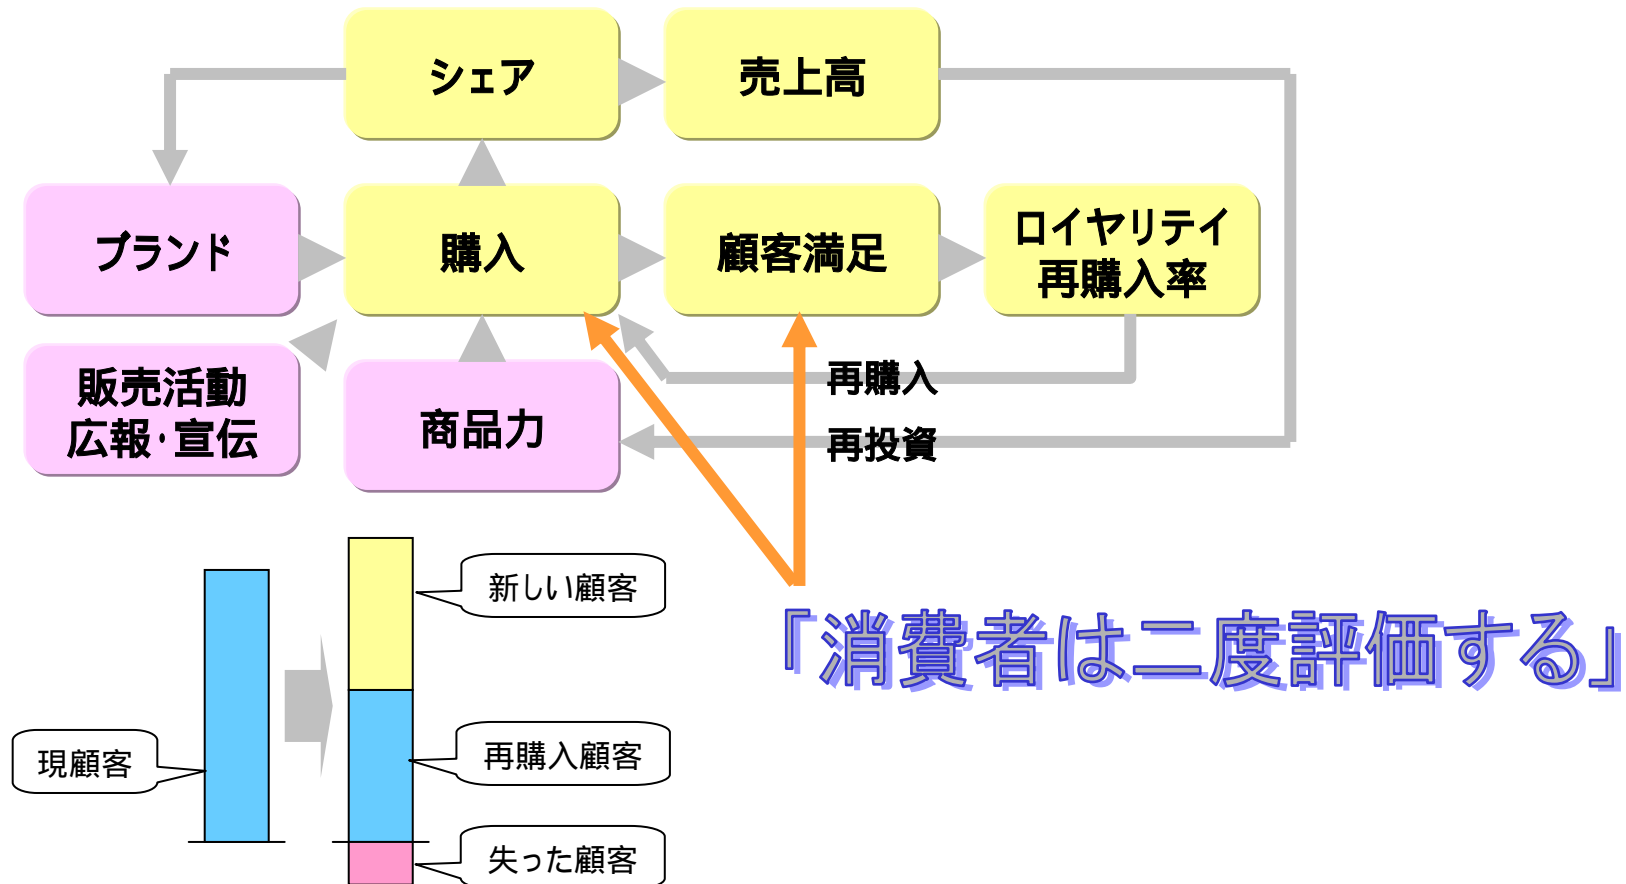 シェア
売上高
ブランド
購入
顧客満足
ロイヤリテイ
再購入率
販売活動
広報・宣伝
商品力
再購入
再投資
新しい顧客
「消費者は二度評価する」
現顧客
再購入顧客
失った顧客